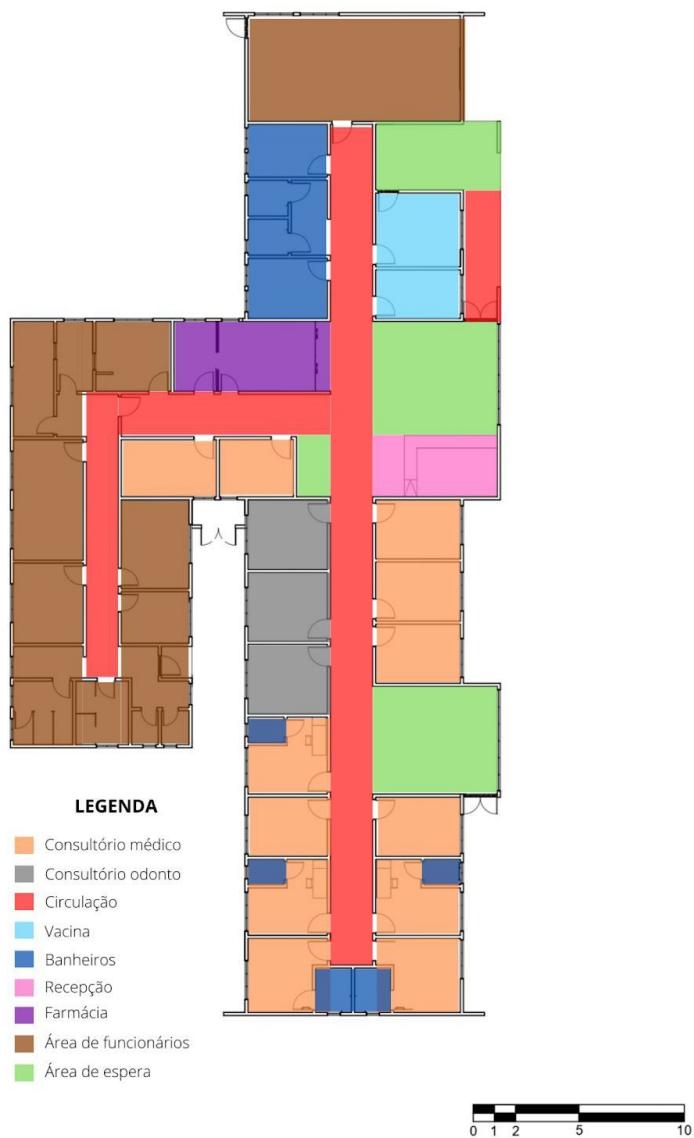 LEGENDA
Consultório médico
Consultório odonto
Circulação
Vacina
Banheiros
Recepção
Farmácia
Área de funcionários
Área de espera
0 1 2 5 10